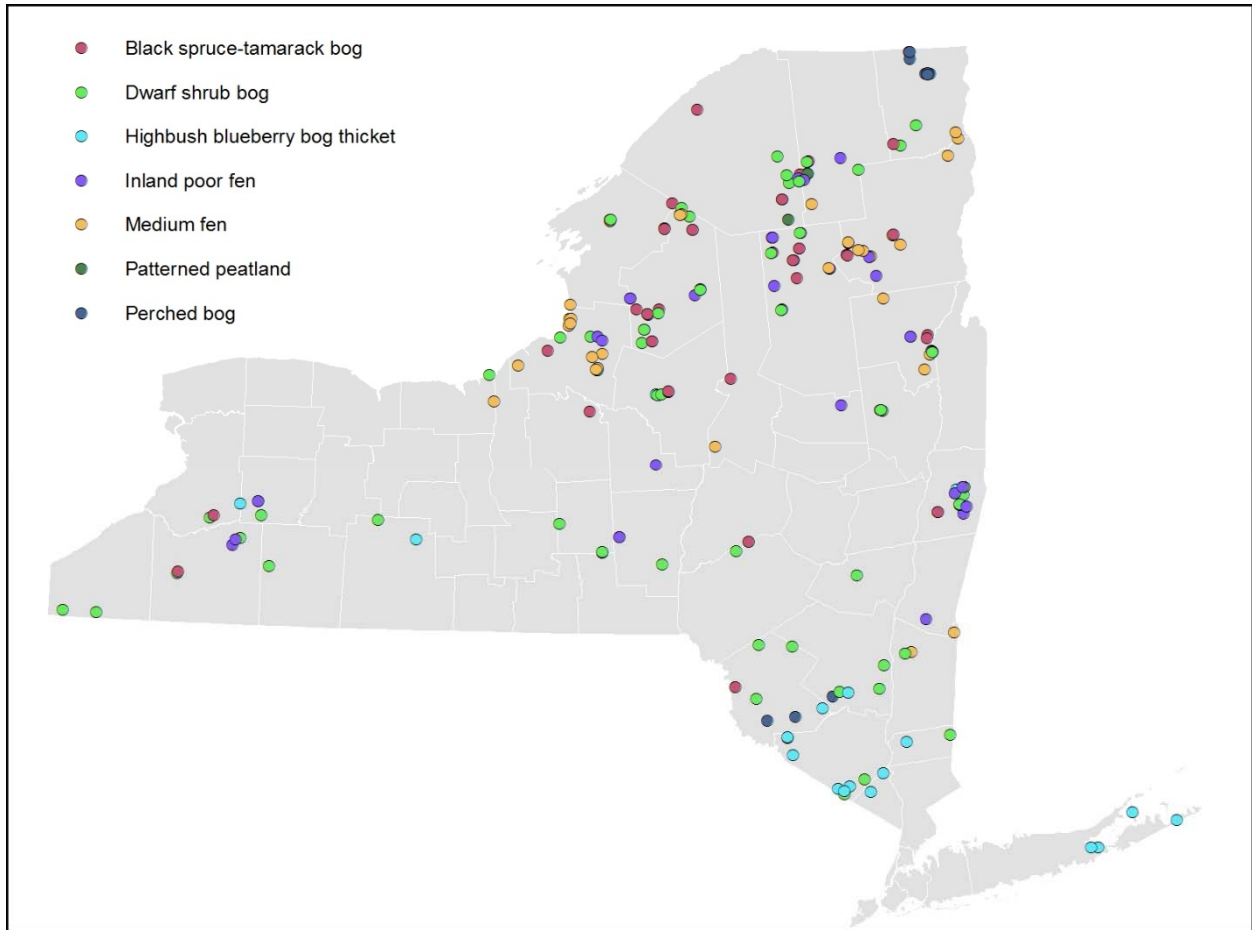 Black spruce-tamarack bog
Dwarf shrub bog
Highbush blueberry bog thicket
Inland poor fen
Medium fen
Patterned peatland
Perched bog